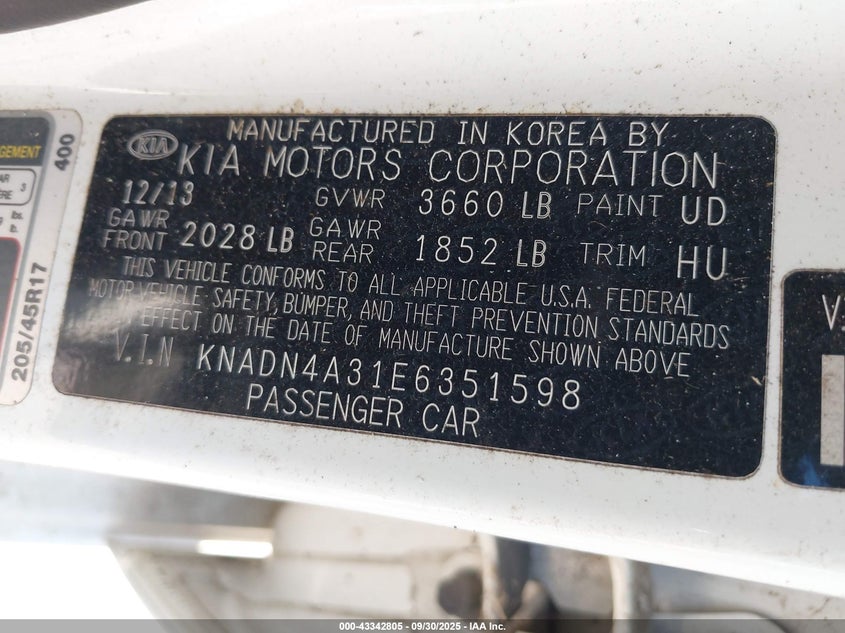 MANUFACTURED IN KOREA BY
KIA KIA MOTORS CORPORATION
12/13 GVWR 3660 LB PAINT UD
GAWR FRONT 2028 LB GAWR REAR 1852 LB TRIM HU
THIS VEHICLE CONFORMS TO ALL APPLICABLE U.S.A. FEDERAL
MOTOR VEHICLE SAFETY, BUMPER, AND THEFT PREVENTION STANDARDS
EFFECT ON THE DATE OF MANUFACTURE SHOWN ABOVE
V.I.N KNADN4A31E6351598
PASSENGER CAR
400
205/45R17
3
lbs.
000-43342805 - 09/30/2025 - IAA Inc.